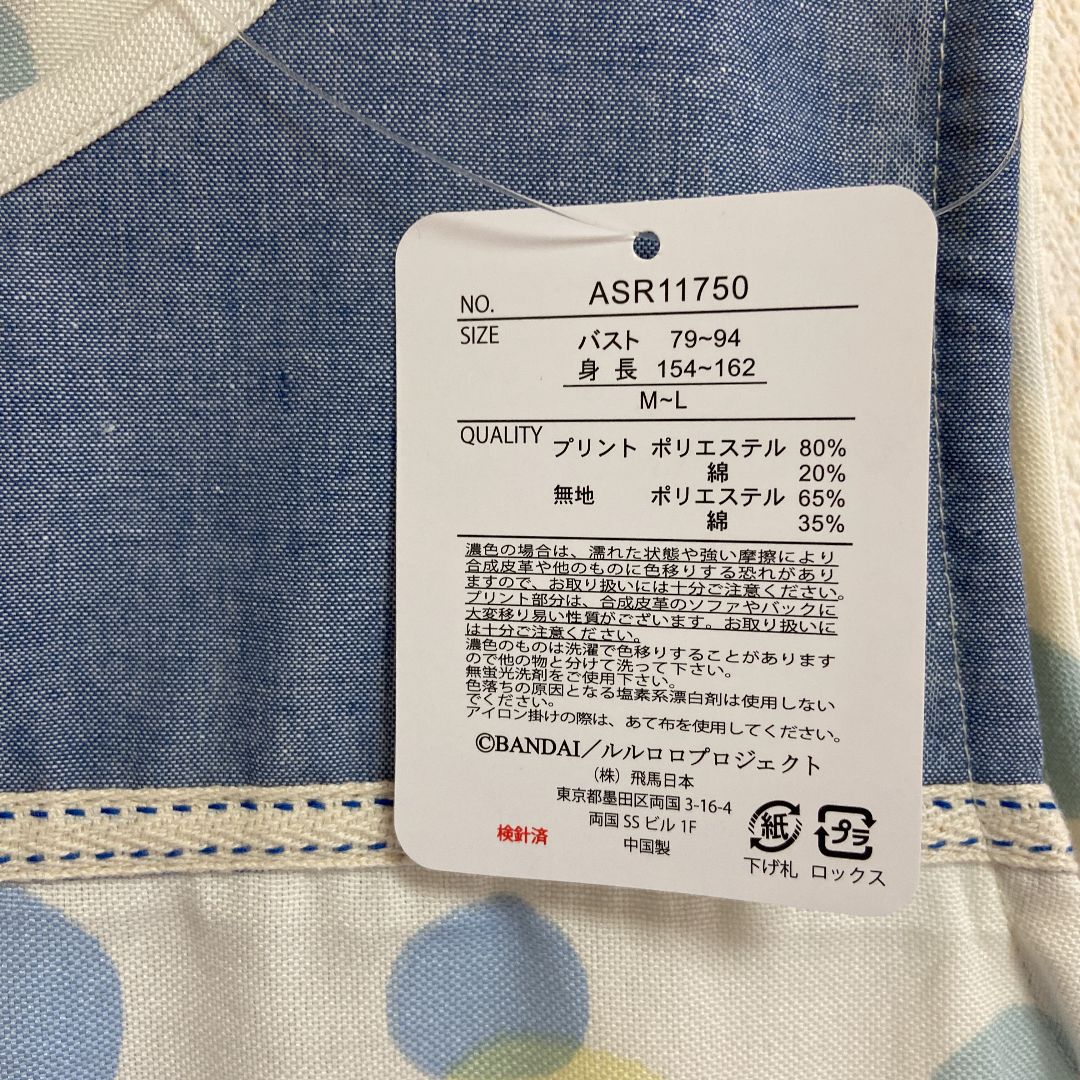 NO. ASR11750
SIZE バスト 79~94
身長 154~162
M~L
QUALITY プリント ポリエステル 80%
綿 20%
無地 ポリエステル 65%
綿 35%
濃色の場合は、濡れた状態や強い摩擦により
合成皮革や他のものに色移りする恐れがあり
ますので、お取り扱いには十分ご注意ください。
プリント部分は、合成皮革のソファやバックに
大変移り易い性質がございます。お取り扱いに
は十分ご注意ください。
濃色のものは洗濯で色移りすることがあります
ので他の物と分けて洗って下さい。
無蛍光洗剤をご使用下さい。
色落ちの原因となる塩素系漂白剤は使用しない
でください。
アイロン掛けの際は、あて布を使用してください。
©BANDAI/ルルロロプロジェクト
(株)飛馬日本
東京都墨田区両国 3-16-4
両国 SS ビル 1F
中国製
検針済
紙
下げ札
プラ
ロックス